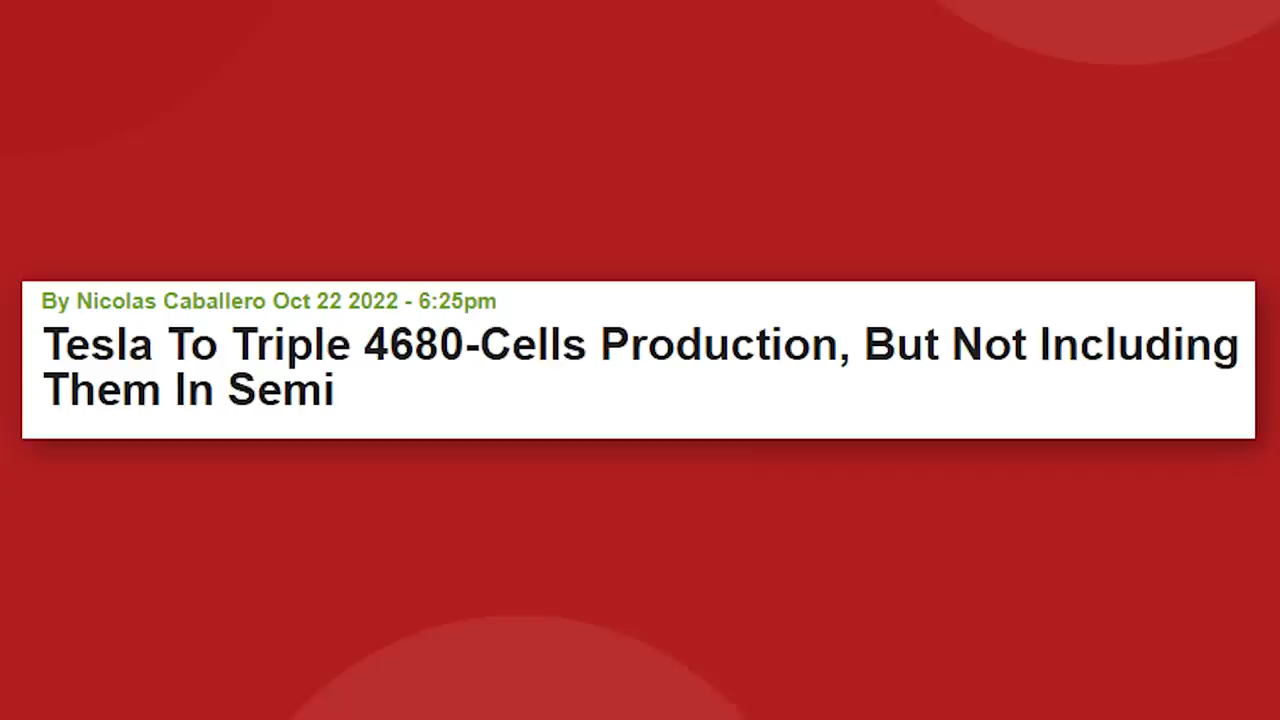 By Nicolas Caballero Oct 22 2022 - 6:25pm
Tesla To Triple 4680-Cells Production, But Not Including
Them In Semi